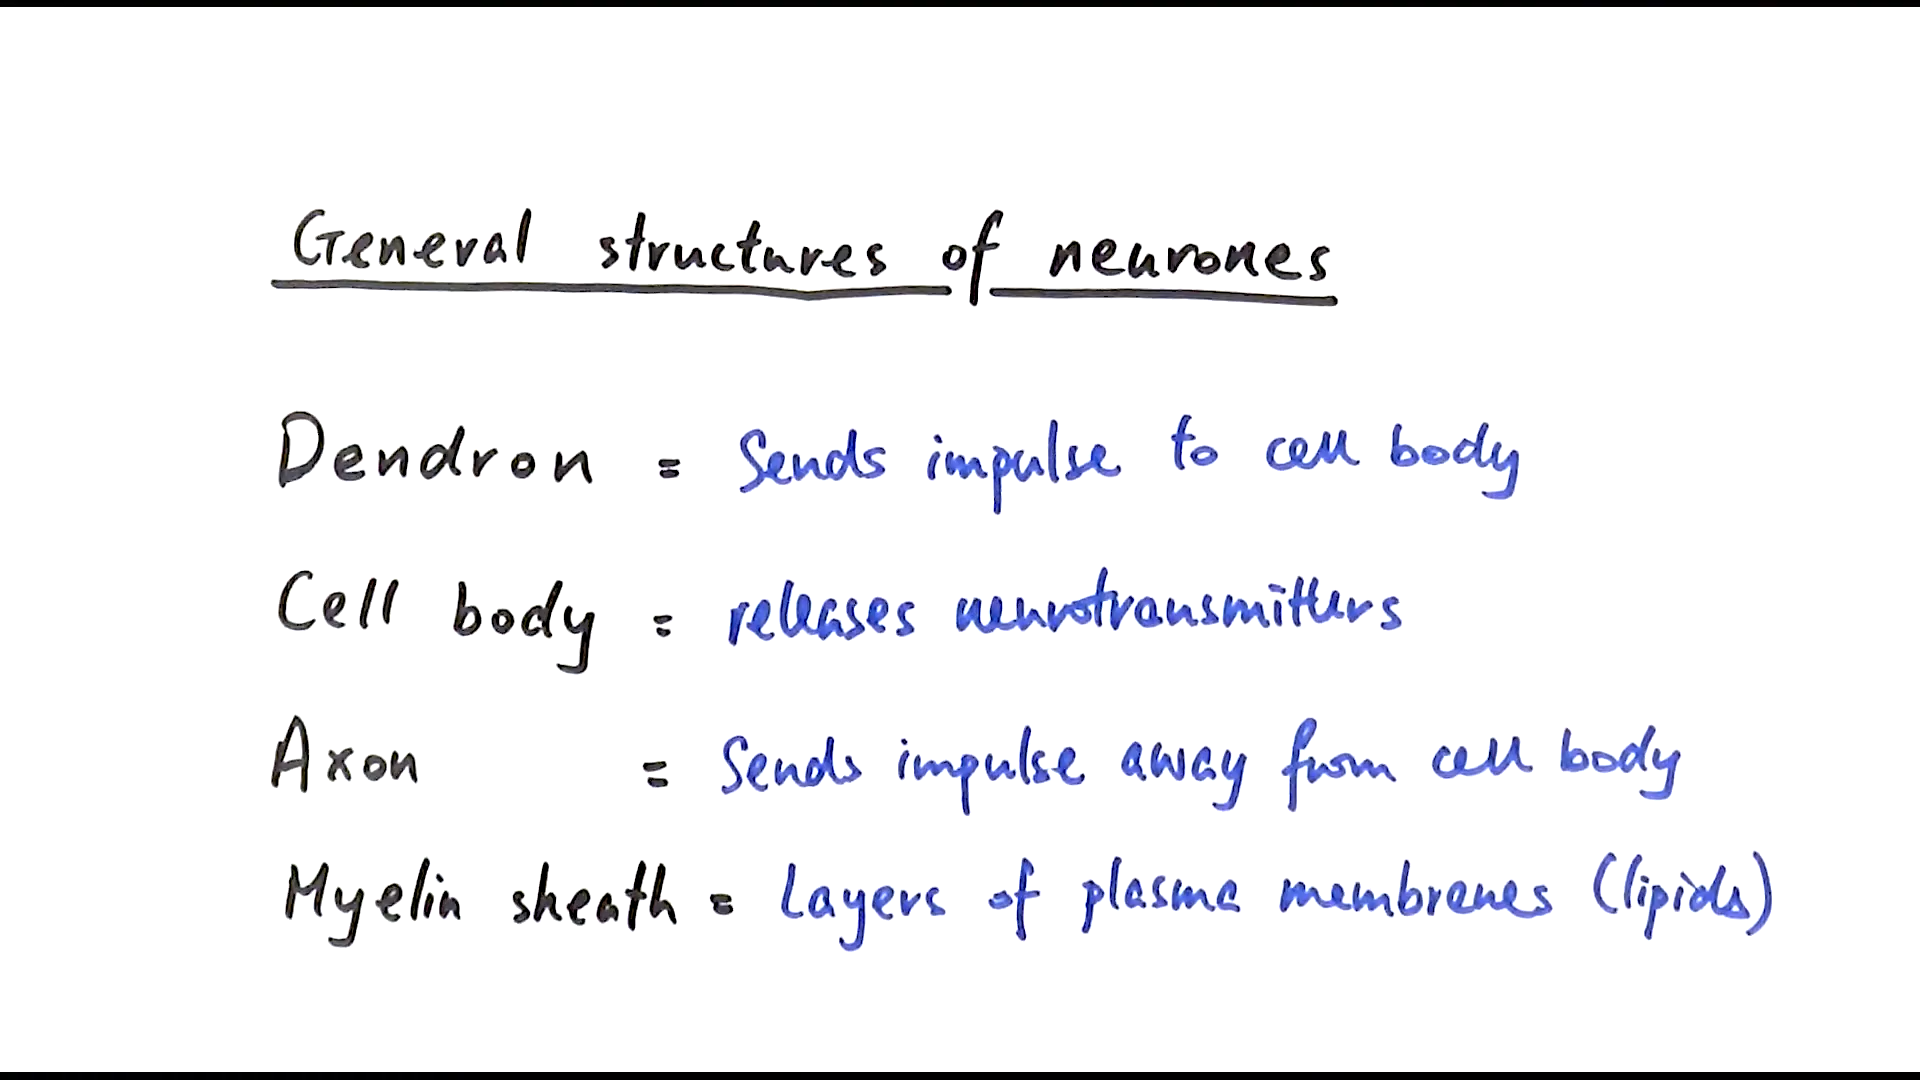 General structures of neurones
Dendron = Sends impulse to cell body
Cell body = releases neurotransmitters
Axon = Sends impulse away from cell body
Myelin sheath = Layers of plasma membranes (lipids)